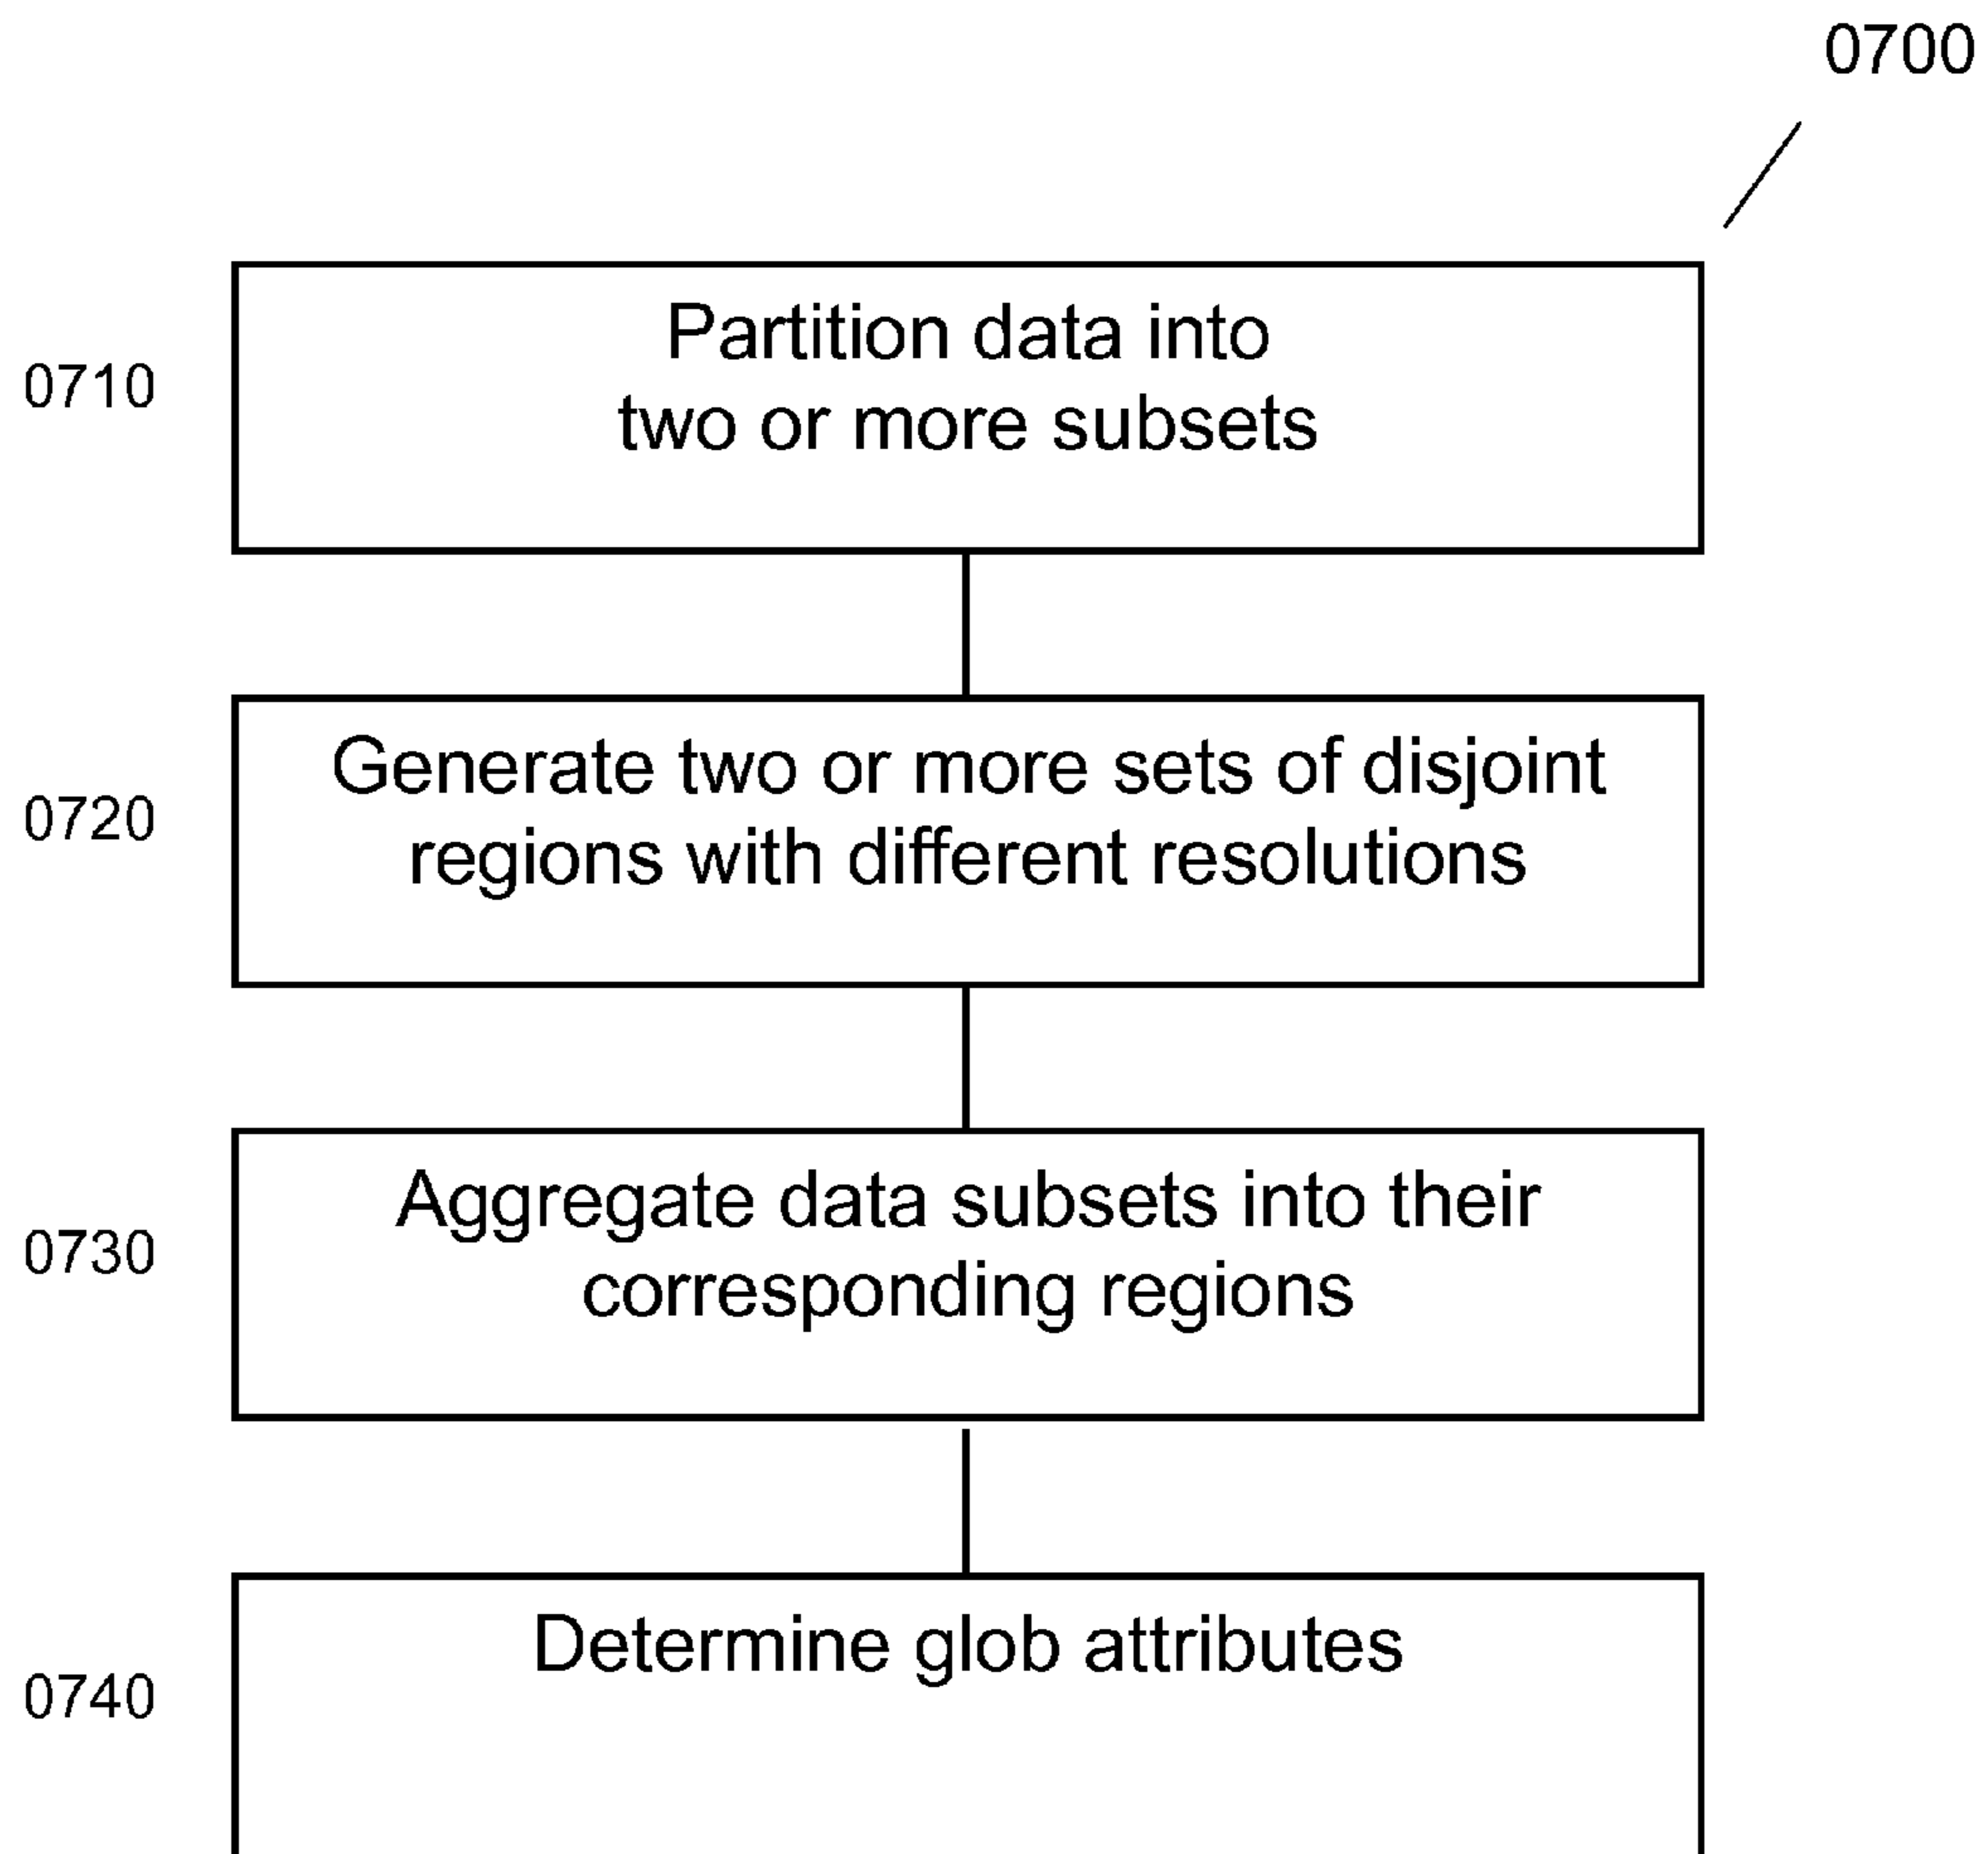 0700
0710
Partition data into
two or more subsets
0720
Generate two or more sets of disjoint
regions with different resolutions
0730
Aggregate data subsets into their
corresponding regions
0740
Determine glob attributes